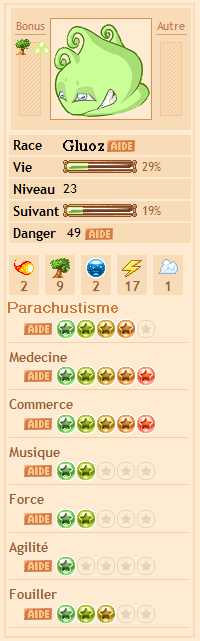 Bonus Autre
Race Gluoz AIDE
Vie 29%
Niveau 23
Suivant 19%
Danger 49 AIDE
2 9 2 17 1
Parachustisme
AIDE
Medecine
AIDE
Commerce
AIDE
Musique
AIDE
Force
AIDE
Agilité
AIDE
Fouiller
AIDE